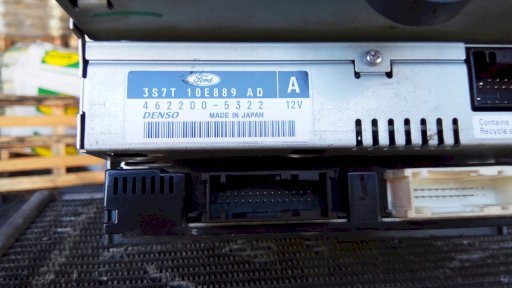 Ford
3S7T 10E889 AD
A
462200-5322
12V
DENSO
MADE IN JAPAN
Contains
Recycle